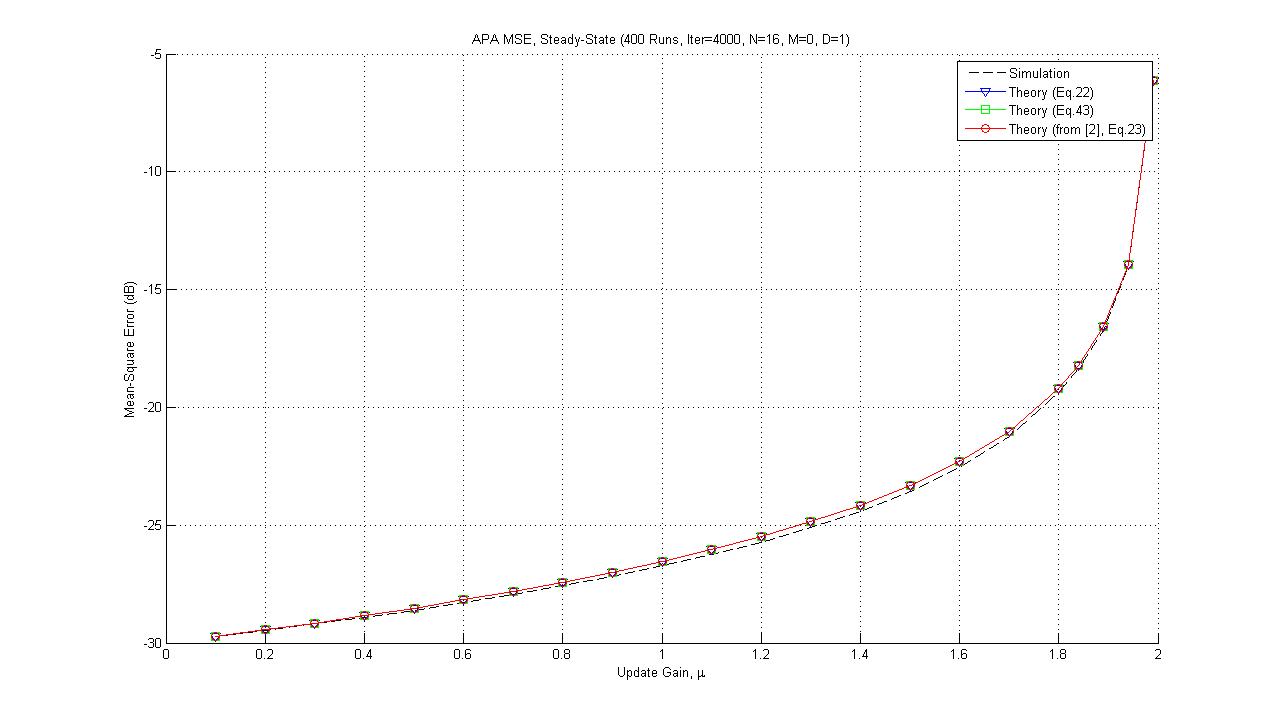 APA MSE, Steady-State (400 Runs, Iter=4000, N=16, M=0, D=1)
Simulation
Theory (Eq.22)
Theory (Eq.43)
Theory (from [2], Eq.23)
Mean-Square Error (dB)
-5
-10
-15
-20
-25
-30
0 0.2 0.4 0.6 0.8 1 1.2 1.4 1.6 1.8 2
Update Gain, μ